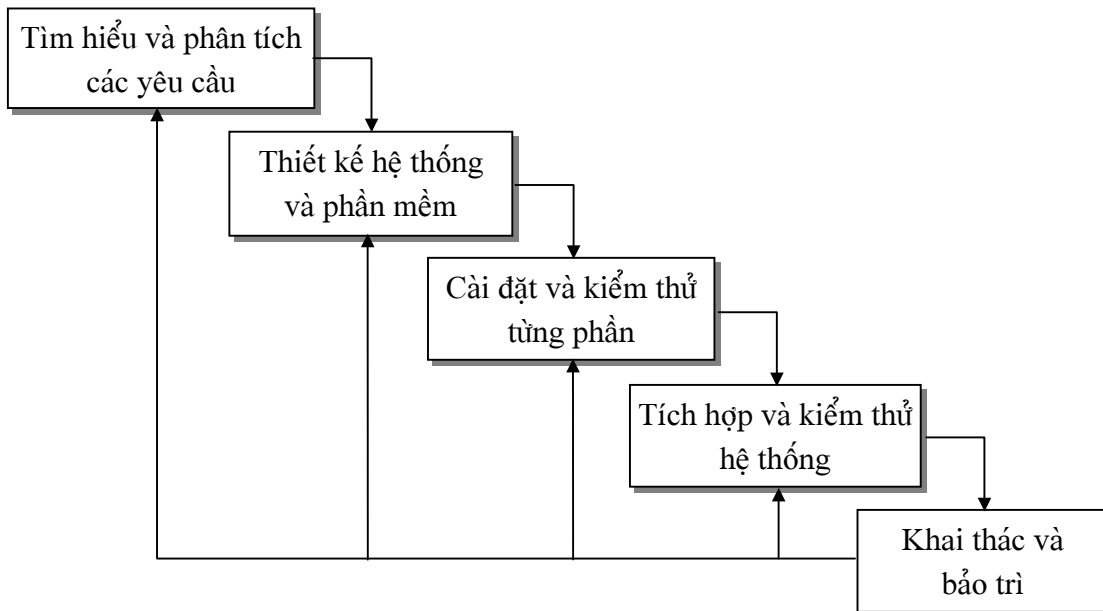 Tìm hiểu và phân tích
các yêu cầu
Thiết kế hệ thống
và phần mềm
Cài đặt và kiểm thử
từng phần
Tích hợp và kiểm thử
hệ thống
Khai thác và
bảo trì